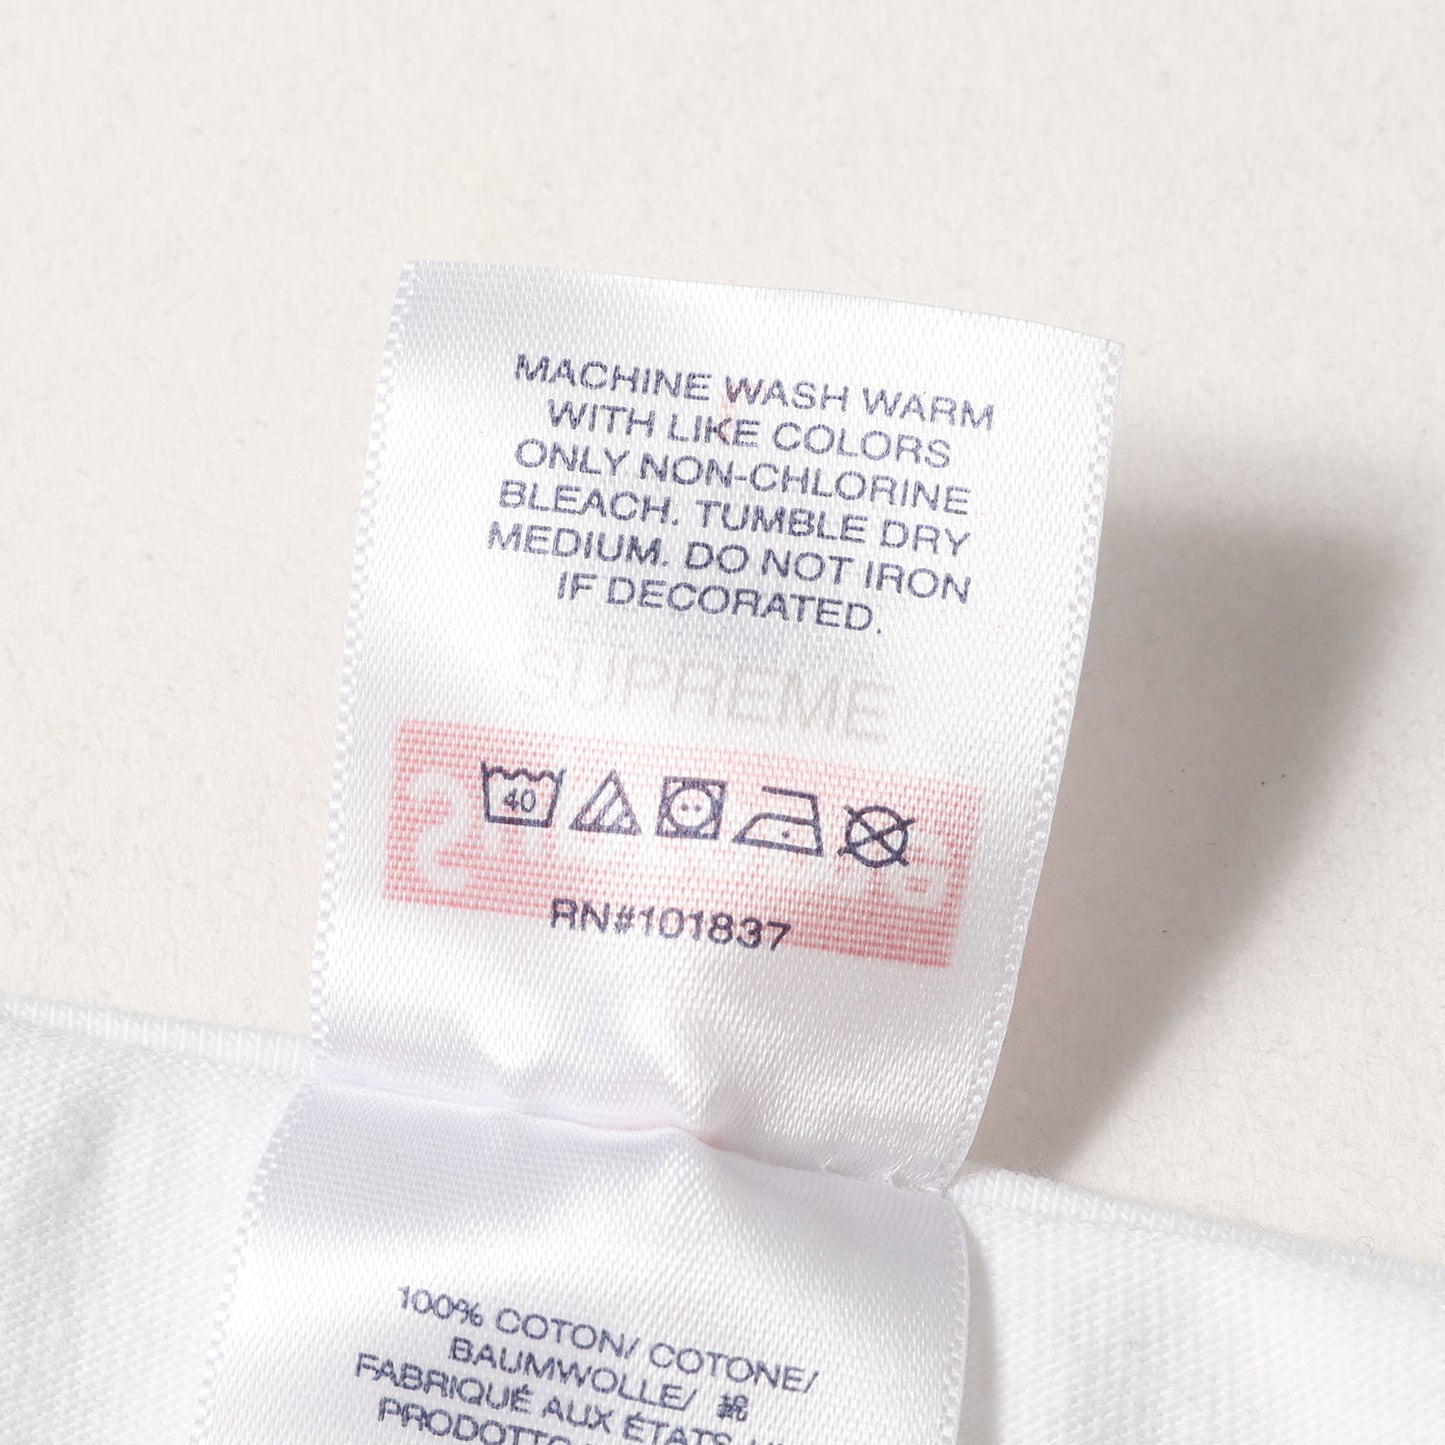 MACHINE WASH WARM
WITH LIKE COLORS
ONLY NON-CHLORINE
BLEACH. TUMBLE DRY
MEDIUM. DO NOT IRON
IF DECORATED.
SUPREME
40
RN#101837
100% COTON/ COTONE/
BAUMWOLLE/ 綿
FABRIQUÉ AUX ÉTATS
PRODOTTO